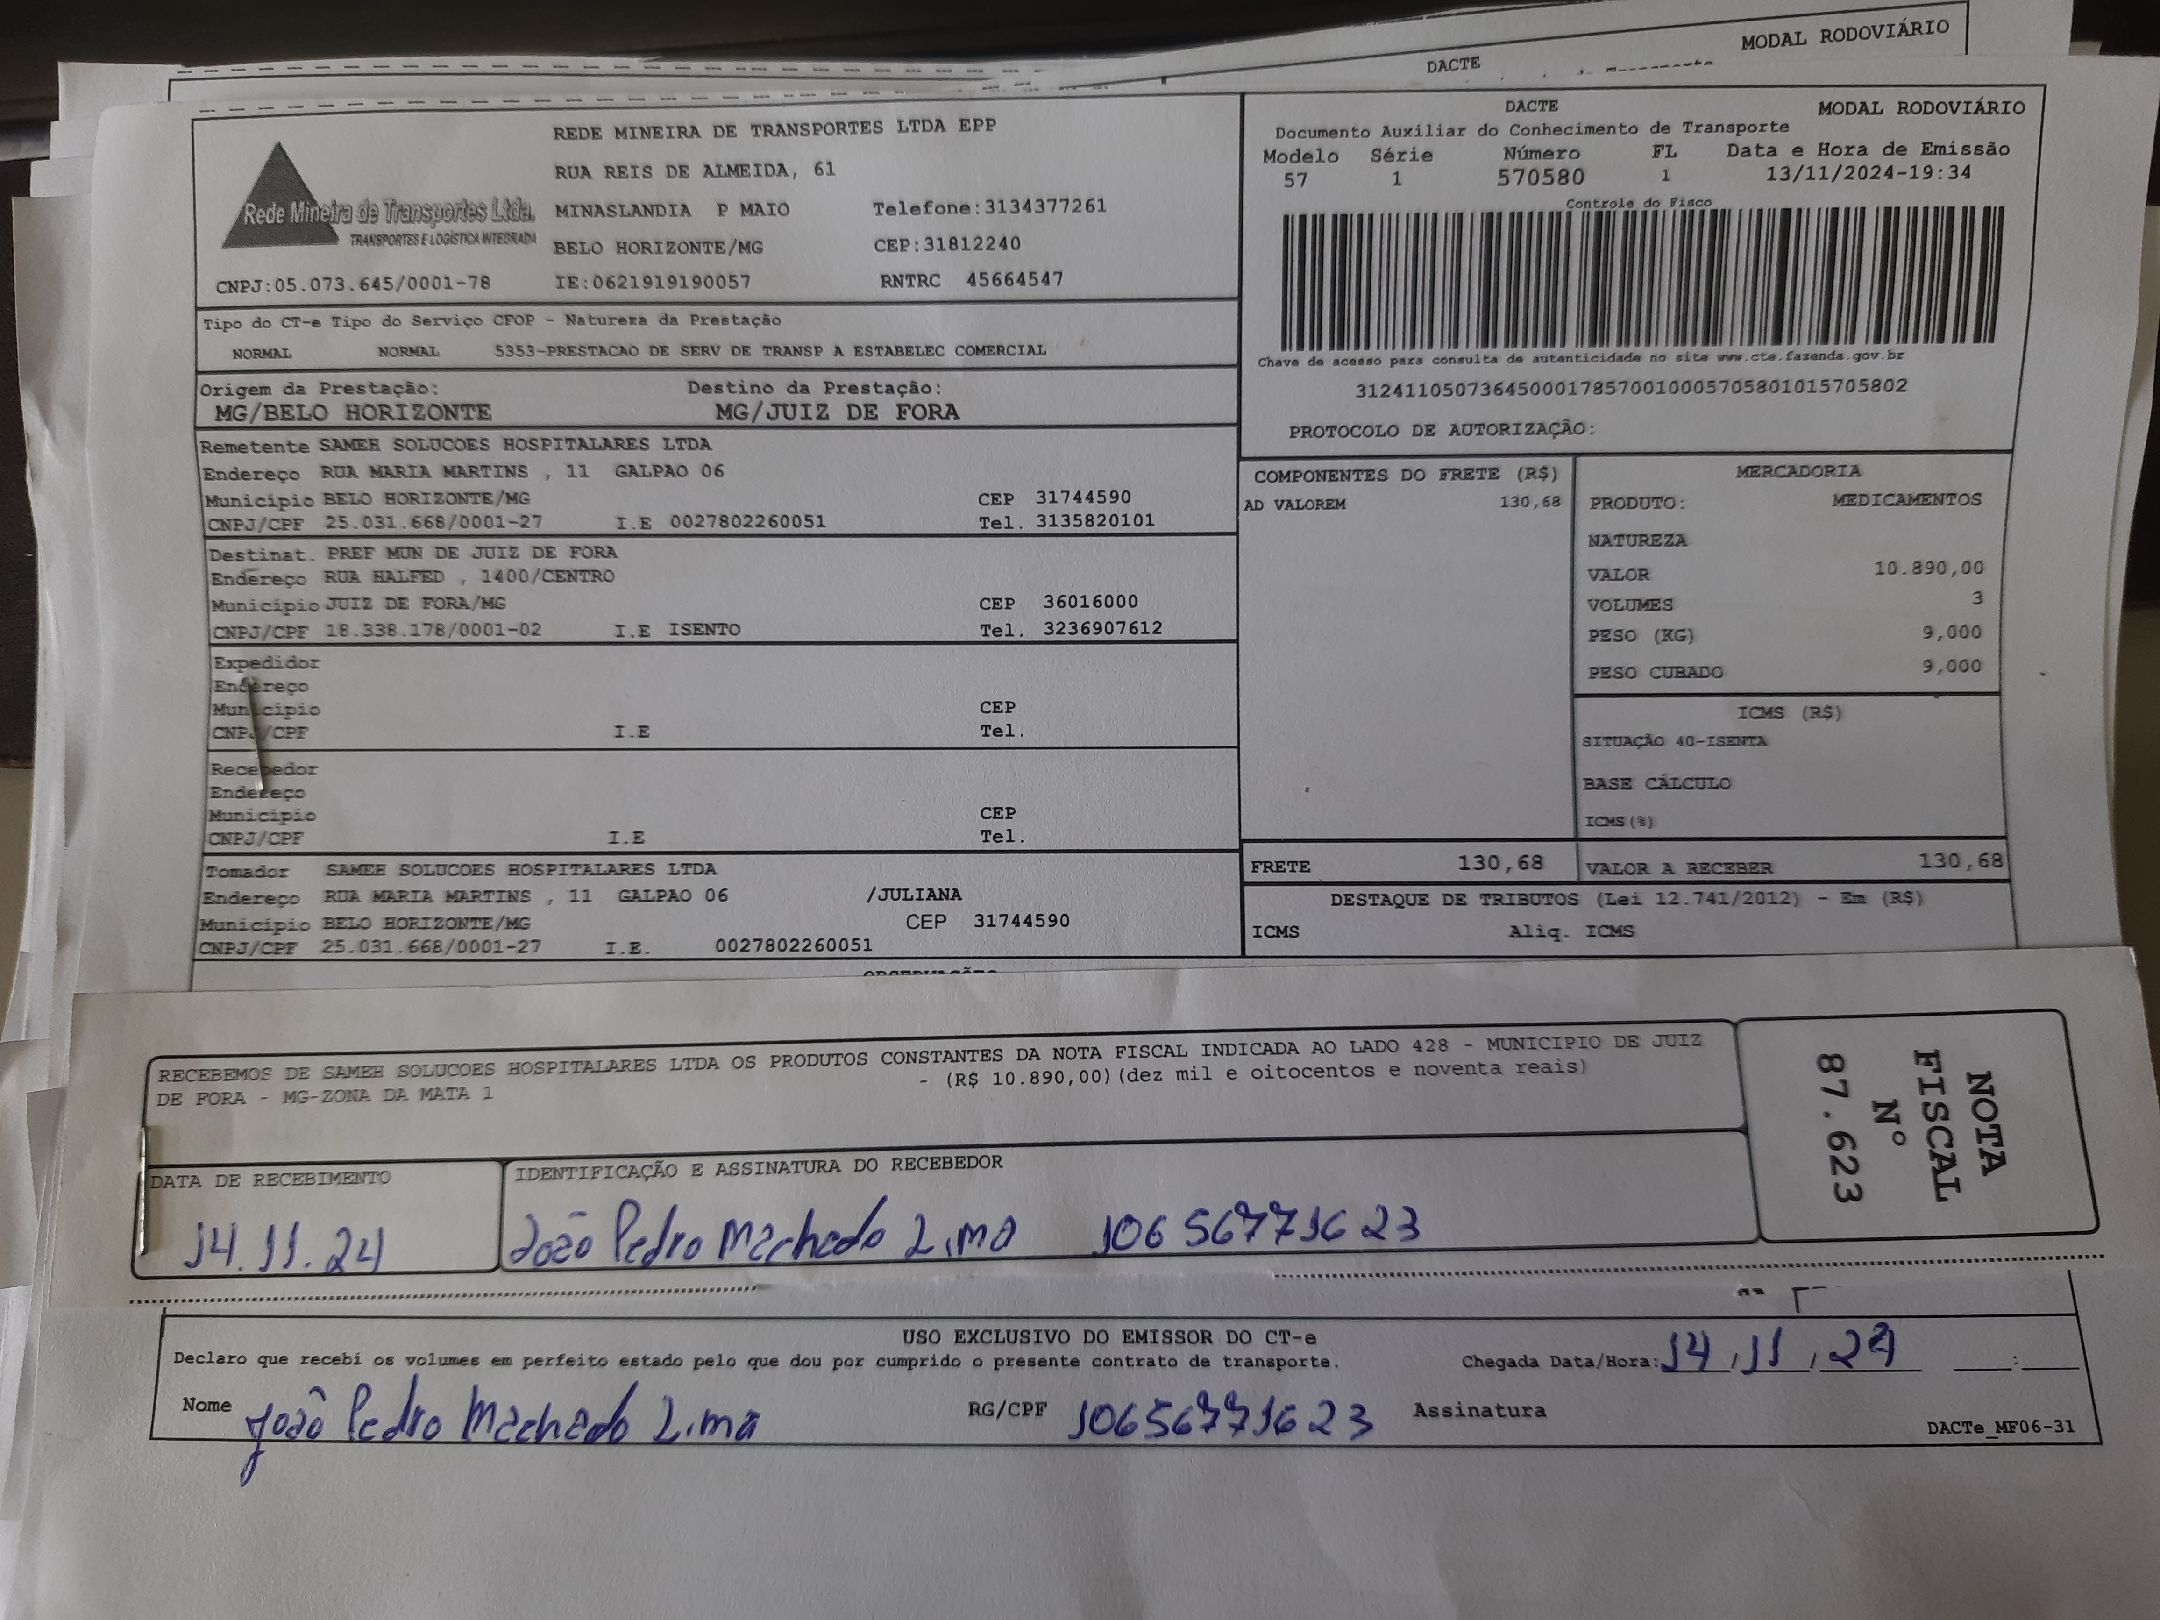 MODAL RODOVIÁRIO
DACTE
REDE MINEIRA DE TRANSPORTES LTDA EPP
RUA REIS DE ALMEIDA, 61
MINASLANDIA P MAIO Telefone:3134377261
BELO HORIZONTE/MG CEP:31812240
Rede Mineira de Transportes Ltda.
TRANSPORTES E LOGÍSTICA INTEGRADA
CNPJ:05.073.645/0001-78 IE:0621919190057 RNTRC 45664547
DACTE MODAL RODOVIÁRIO
Documento Auxiliar do Conhecimento de Transporte
Modelo Série Número FL Data e Hora de Emissão
57 1 570580 1 13/11/2024-19:34
Controle do Fisco
Chave de acesso para consulta de autenticidade no site www.cte.fazenda.gov.br
31241105073645000178570010005705801015705802
PROTOCOLO DE AUTORIZAÇÃO:
Tipo do CT-e Tipo do Serviço CFOP - Natureza da Prestação
NORMAL NORMAL 5353-PRESTACAO DE SERV DE TRANSP A ESTABELEC COMERCIAL
Origem da Prestação: Destino da Prestação:
MG/BELO HORIZONTE MG/JUIZ DE FORA
Remetente SAMEH SOLUCOES HOSPITALARES LTDA
Endereço RUA MARIA MARTINS , 11 GALPAO 06
Município BELO HORIZONTE/MG CEP 31744590
CNPJ/CPF 25.031.668/0001-27 I.E 0027802260051 Tel. 3135820101
Destinat. PREF MUN DE JUIZ DE FORA
Endereço RUA HALFED , 1400/CENTRO
Município JUIZ DE FORA/MG CEP 36016000
CNPJ/CPF 18.338.178/0001-02 I.E ISENTO Tel. 3236907612
Expedidor
Endereço
Município CEP
CNPJ/CPF I.E Tel.
Recebedor
Endereço
Município CEP
CNPJ/CPF I.E Tel.
Tomador SAMEH SOLUCOES HOSPITALARES LTDA
Endereço RUA MARIA MARTINS , 11 GALPAO 06 /JULIANA
Município BELO HORIZONTE/MG CEP 31744590
CNPJ/CPF 25.031.668/0001-27 I.E. 0027802260051
COMPONENTES DO FRETE (R$)
AD VALOREM 130,68
MERCADORIA
PRODUTO: MEDICAMENTOS
NATUREZA
VALOR 10.890,00
VOLUMES 3
PESO (KG) 9,000
PESO CUBADO 9,000
ICMS (R$)
SITUAÇÃO 40-ISENTA
BASE CÁLCULO
ICMS(%)
FRETE 130,68 VALOR A RECEBER 130,68
DESTAQUE DE TRIBUTOS (Lei 12.741/2012) - Em (R$)
ICMS Aliq. ICMS
OBSERVAÇÕES
RECEBEMOS DE SAMEH SOLUCOES HOSPITALARES LTDA OS PRODUTOS CONSTANTES DA NOTA FISCAL INDICADA AO LADO 428 - MUNICIPIO DE JUIZ
DE FORA - MG-ZONA DA MATA 1 - (R$ 10.890,00)(dez mil e oitocentos e noventa reais)
NOTA
FISCAL
Nº
87.623
DATA DE RECEBIMENTO IDENTIFICAÇÃO E ASSINATURA DO RECEBEDOR
14.11.24 João Pedro Machado Lima 10656771623
USO EXCLUSIVO DO EMISSOR DO CT-e
Declaro que recebi os volumes em perfeito estado pelo que dou por cumprido o presente contrato de transporte. Chegada Data/Hora: 14/11/24 __:__
Nome João Pedro Machado Lima RG/CPF 10656771623 Assinatura
DACTe_MF06-31